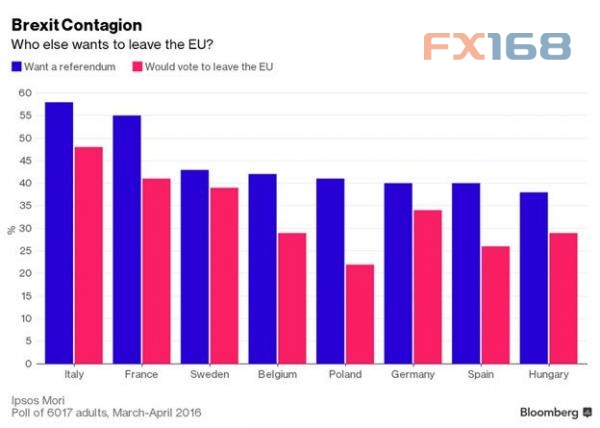 Brexit Contagion
Who else wants to leave the EU?
FX168
Want a referendum Would vote to leave the EU
60
55
50
45
40
35
30
25
20
15
10
5
0
%
Italy France Sweden Belgium Poland Germany Spain Hungary
Ipsos Mori
Poll of 6017 adults, March-April 2016
Bloomberg